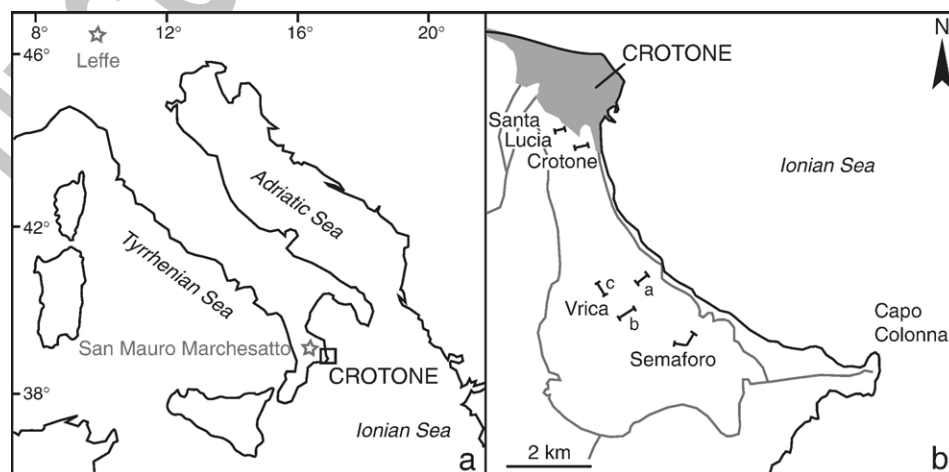 8°
12°
16°
20°
46°
Leffe
Adriatic Sea
42°
Tyrrhenian Sea
San Mauro Marchesatto
CROTONE
38°
Ionian Sea
a
N
CROTONE
Santa
Lucia
Crotone
Ionian Sea
c
a
Vrica
b
Capo
Colonna
Semaforo
2 km
b